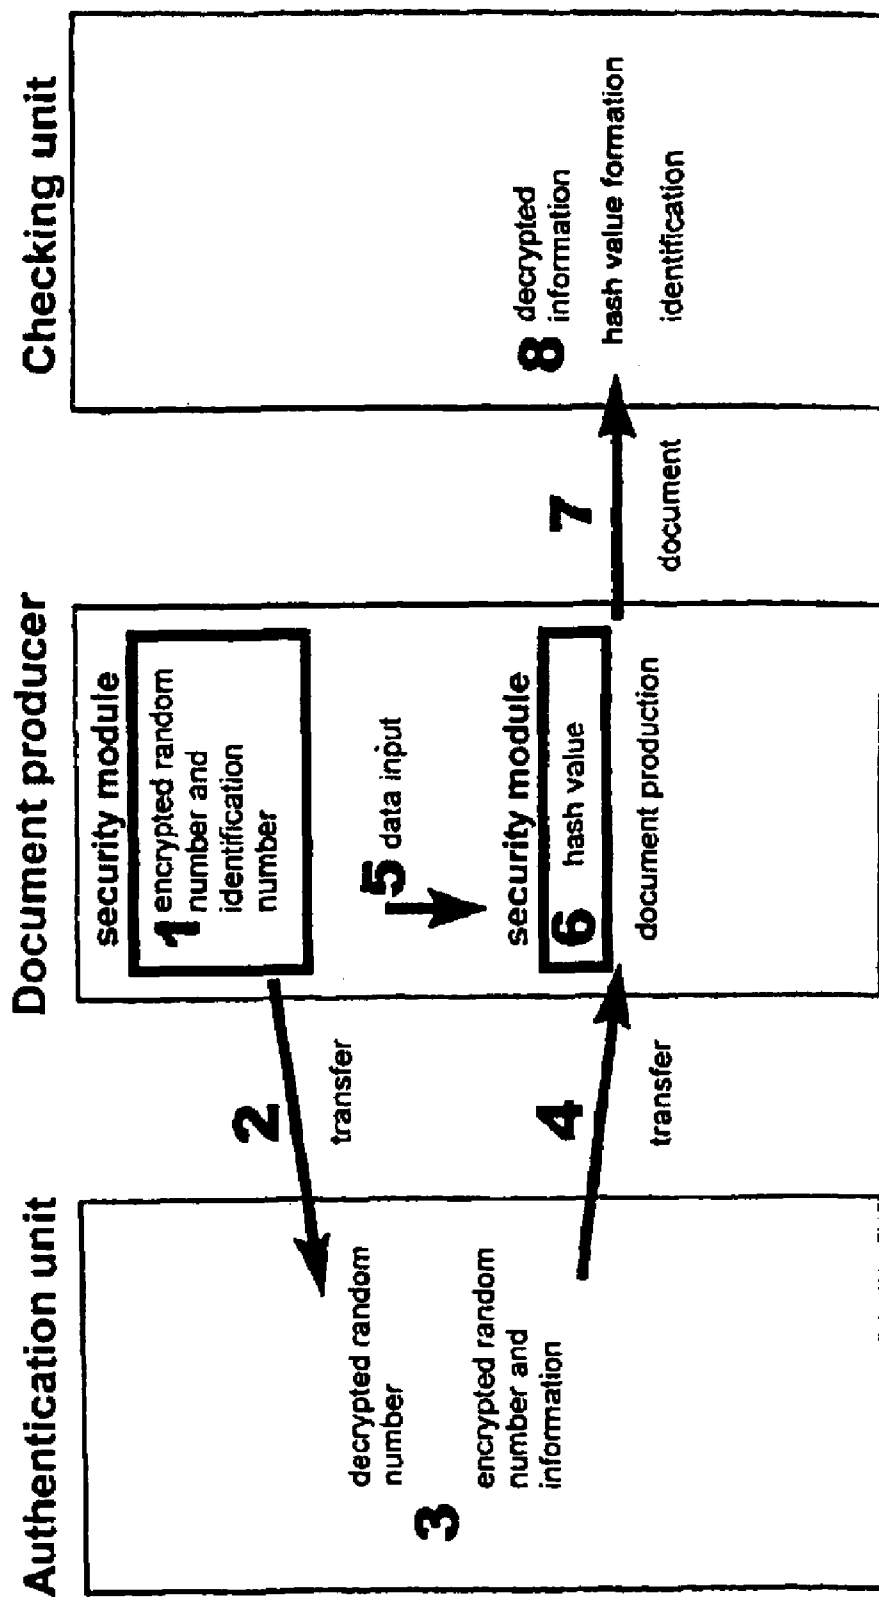 Authentication unit
decrypted random
number
3
encrypted random
number and
information
2
transfer
4
transfer
Document producer
security module
1 encrypted random
number and
identification
number
5 data input
security module
6 hash value
document production
7
document
Checking unit
8 decrypted
information
hash value formation
identification